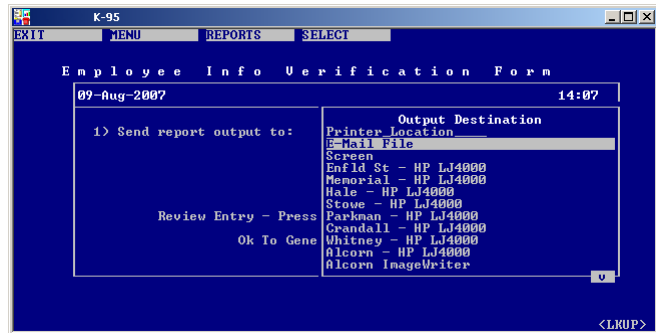 K-95
EXIT MENU REPORTS SELECT
Employee Info Verification Form
09-Aug-2007 14:07
Output Destination
1) Send report output to: Printer_Location____
E-Mail File
Screen
Enfld St - HP LJ4000
Memorial - HP LJ4000
Hale - HP LJ4000
Stowe - HP LJ4000
Review Entry - Press Parkman - HP LJ4000
Crandall - HP LJ4000
Ok To Gene Whitney - HP LJ4000
Alcorn - HP LJ4000
Alcorn ImageWriter
v
<LKUP>